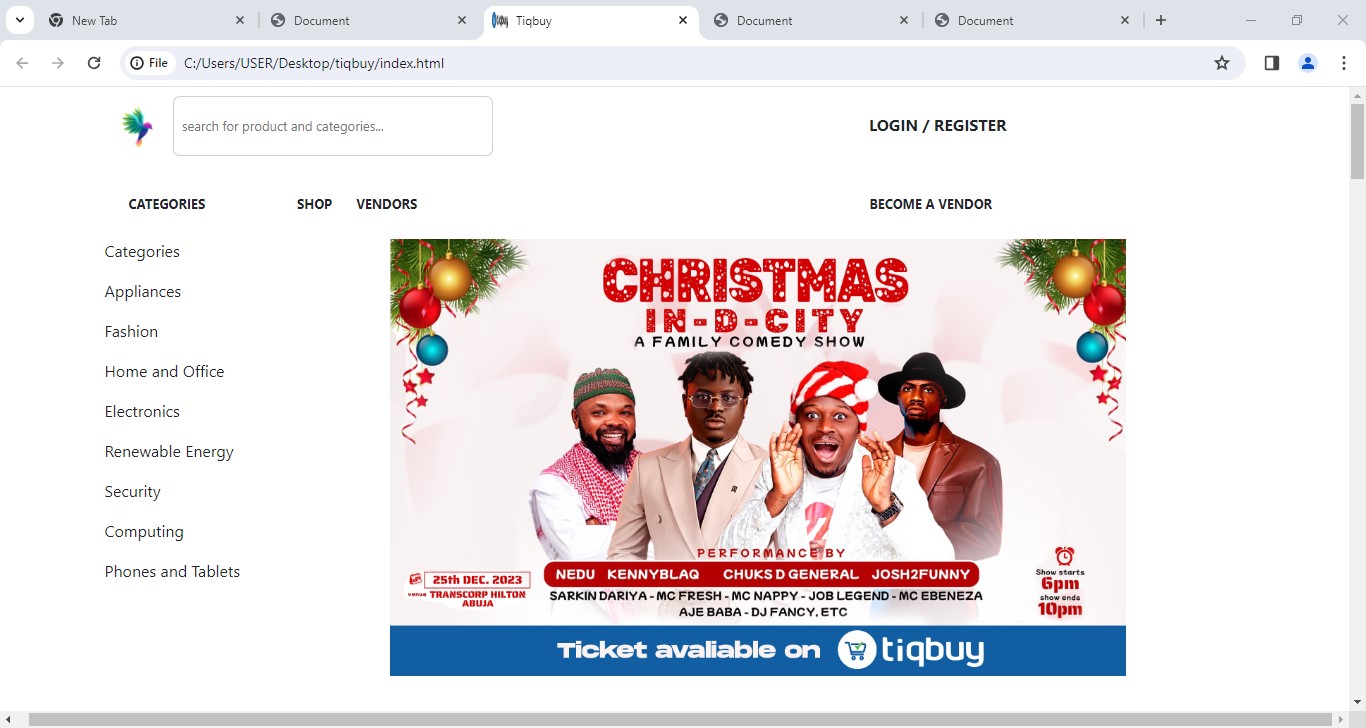 New Tab
Document
Tiqbuy
Document
Document
File
C:/Users/USER/Desktop/tiqbuy/index.html
search for product and categories...
LOGIN / REGISTER
CATEGORIES
SHOP
VENDORS
BECOME A VENDOR
Categories
Appliances
Fashion
Home and Office
Electronics
Renewable Energy
Security
Computing
Phones and Tablets
CHRISTMAS
IN-D-CITY
A FAMILY COMEDY SHOW
PERFORMANCE BY
NEDU KENNYBLAQ CHUKS D GENERAL JOSH2FUNNY
SARKIN DARIYA - MC FRESH - MC NAPPY - JOB LEGEND - MC EBENEZA
AJE BABA - DJ FANCY, ETC
25th DEC. 2023
venue TRANSCORP HILTON
ABUJA
Show starts
6pm
show ends
10pm
Ticket avaliable on
tiqbuy